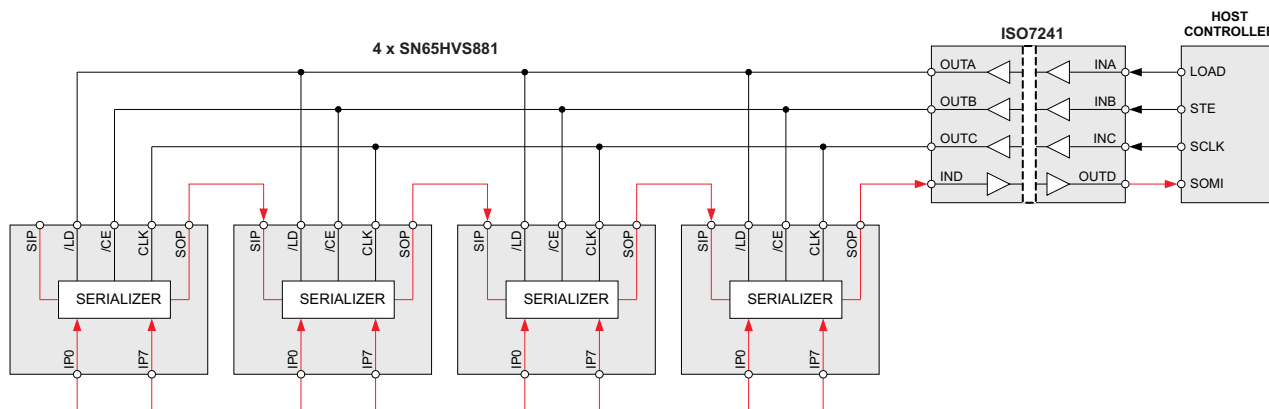 4 x SN65HVS881
ISO7241
HOST
CONTROLLER
OUTA
INA
LOAD
OUTB
INB
STE
OUTC
INC
SCLK
IND
OUTD
SOMI
SIP
/LD
/CE
CLK
SOP
SIP
/LD
/CE
CLK
SOP
SIP
/LD
/CE
CLK
SOP
SIP
/LD
/CE
CLK
SOP
SERIALIZER
SERIALIZER
SERIALIZER
SERIALIZER
IP0
IP7
IP0
IP7
IP0
IP7
IP0
IP7